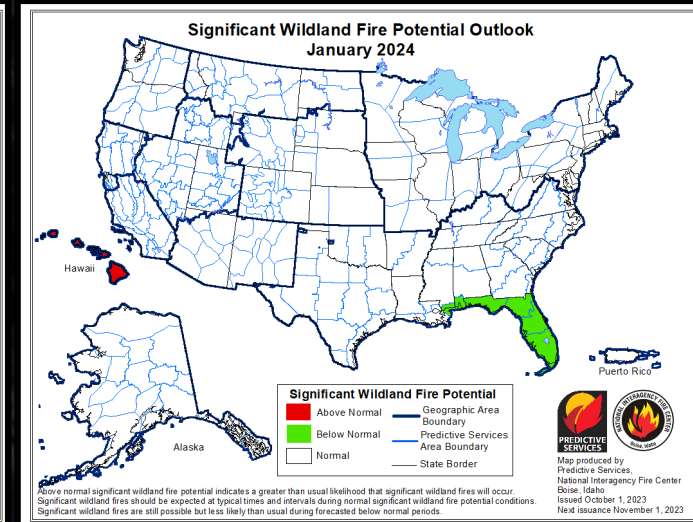 Significant Wildland Fire Potential Outlook
January 2024
Hawaii
Alaska
Puerto Rico
Significant Wildland Fire Potential
Above Normal
Below Normal
Normal
Geographic Area
Boundary
Predictive Services
Area Boundary
State Border
PREDICTIVE
SERVICES
NATIONAL INTERAGENCY FIRE CENTER
Boise, Idaho
Map produced by
Predictive Services,
National Interagency Fire Center
Boise, Idaho
Issued October 1, 2023
Next issuance November 1, 2023
Above normal significant wildland fire potential indicates a greater than usual likelihood that significant wildland fires will occur.
Significant wildland fires should be expected at typical times and intervals during normal significant wildland fire potential conditions.
Significant wildland fires are still possible but less likely than usual during forecasted below normal periods.